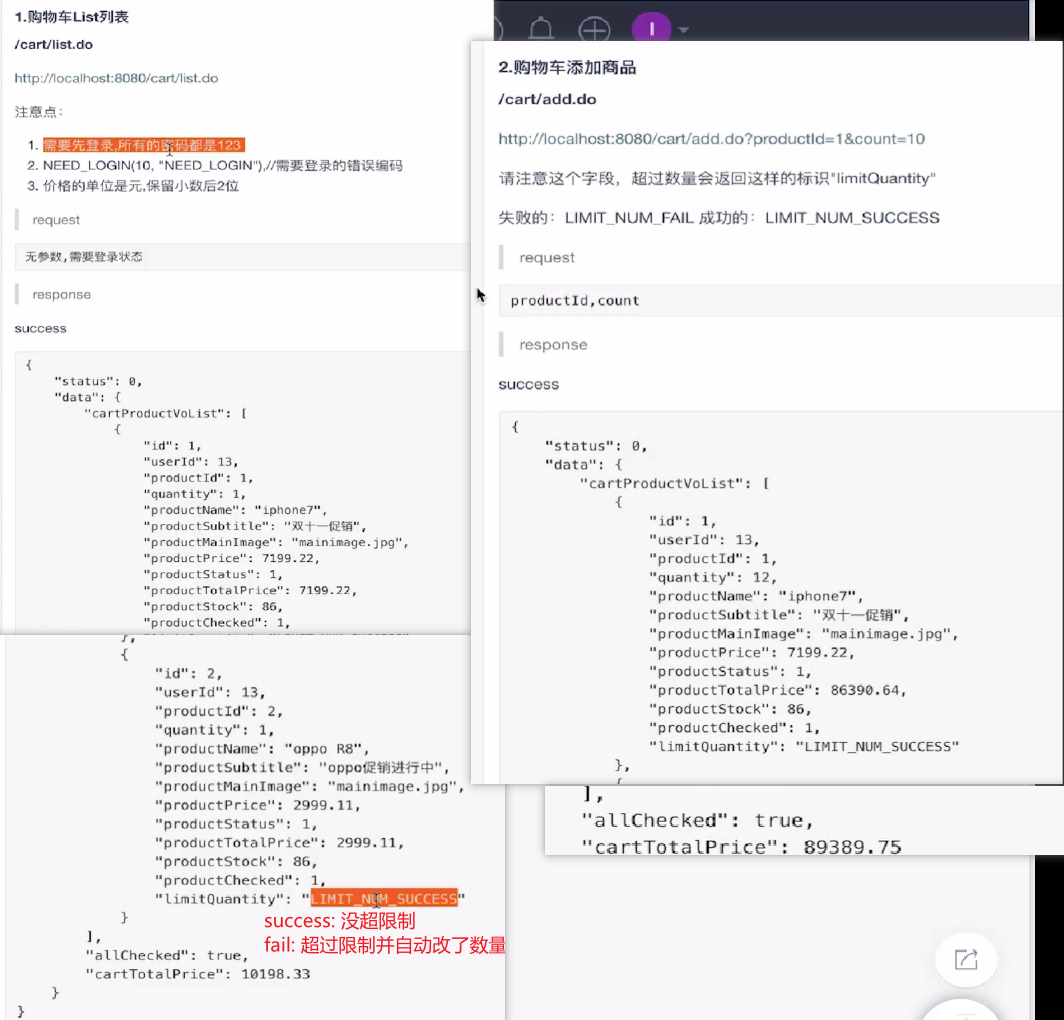 1.购物车List列表
/cart/list.do
http://localhost:8080/cart/list.do
注意点：
1. 需要先登录,所有的密码都是123
2. NEED_LOGIN(10, "NEED_LOGIN"),//需要登录的错误编码
3. 价格的单位是元,保留小数后2位
request
无参数,需要登录状态
response
success
{
"status": 0,
"data": {
"cartProductVoList": [
{
"id": 1,
"userId": 13,
"productId": 1,
"quantity": 1,
"productName": "iphone7",
"productSubtitle": "双十一促销",
"productMainImage": "mainimage.jpg",
"productPrice": 7199.22,
"productStatus": 1,
"productTotalPrice": 7199.22,
"productStock": 86,
"productChecked": 1,
},
{
"id": 2,
"userId": 13,
"productId": 2,
"quantity": 1,
"productName": "oppo R8",
"productSubtitle": "oppo促销进行中",
"productMainImage": "mainimage.jpg",
"productPrice": 2999.11,
"productStatus": 1,
"productTotalPrice": 2999.11,
"productStock": 86,
"productChecked": 1,
"limitQuantity": "LIMIT_NUM_SUCCESS"
success: 没超限制
}
fail: 超过限制并自动改了数量
],
"allChecked": true,
"cartTotalPrice": 10198.33
}
}
I
2.购物车添加商品
/cart/add.do
http://localhost:8080/cart/add.do?productId=1&count=10
请注意这个字段，超过数量会返回这样的标识"limitQuantity"
失败的：LIMIT_NUM_FAIL 成功的：LIMIT_NUM_SUCCESS
request
productId,count
response
success
{
"status": 0,
"data": {
"cartProductVoList": [
{
"id": 1,
"userId": 13,
"productId": 1,
"quantity": 12,
"productName": "iphone7",
"productSubtitle": "双十一促销",
"productMainImage": "mainimage.jpg",
"productPrice": 7199.22,
"productStatus": 1,
"productTotalPrice": 86390.64,
"productStock": 86,
"productChecked": 1,
"limitQuantity": "LIMIT_NUM_SUCCESS"
},
],
"allChecked": true,
"cartTotalPrice": 89389.75